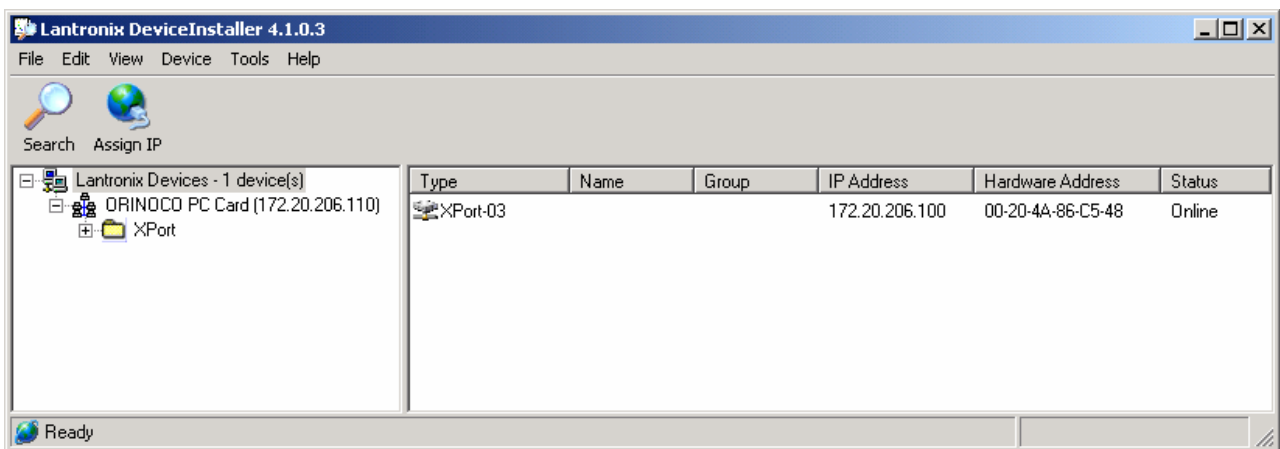 Lantronix DeviceInstaller 4.1.0.3
File Edit View Device Tools Help
Search Assign IP
Lantronix Devices - 1 device(s)
ORINOCO PC Card (172.20.206.110)
XPort
Type Name Group IP Address Hardware Address Status
XPort-03 172.20.206.100 00-20-4A-86-C5-48 Online
Ready